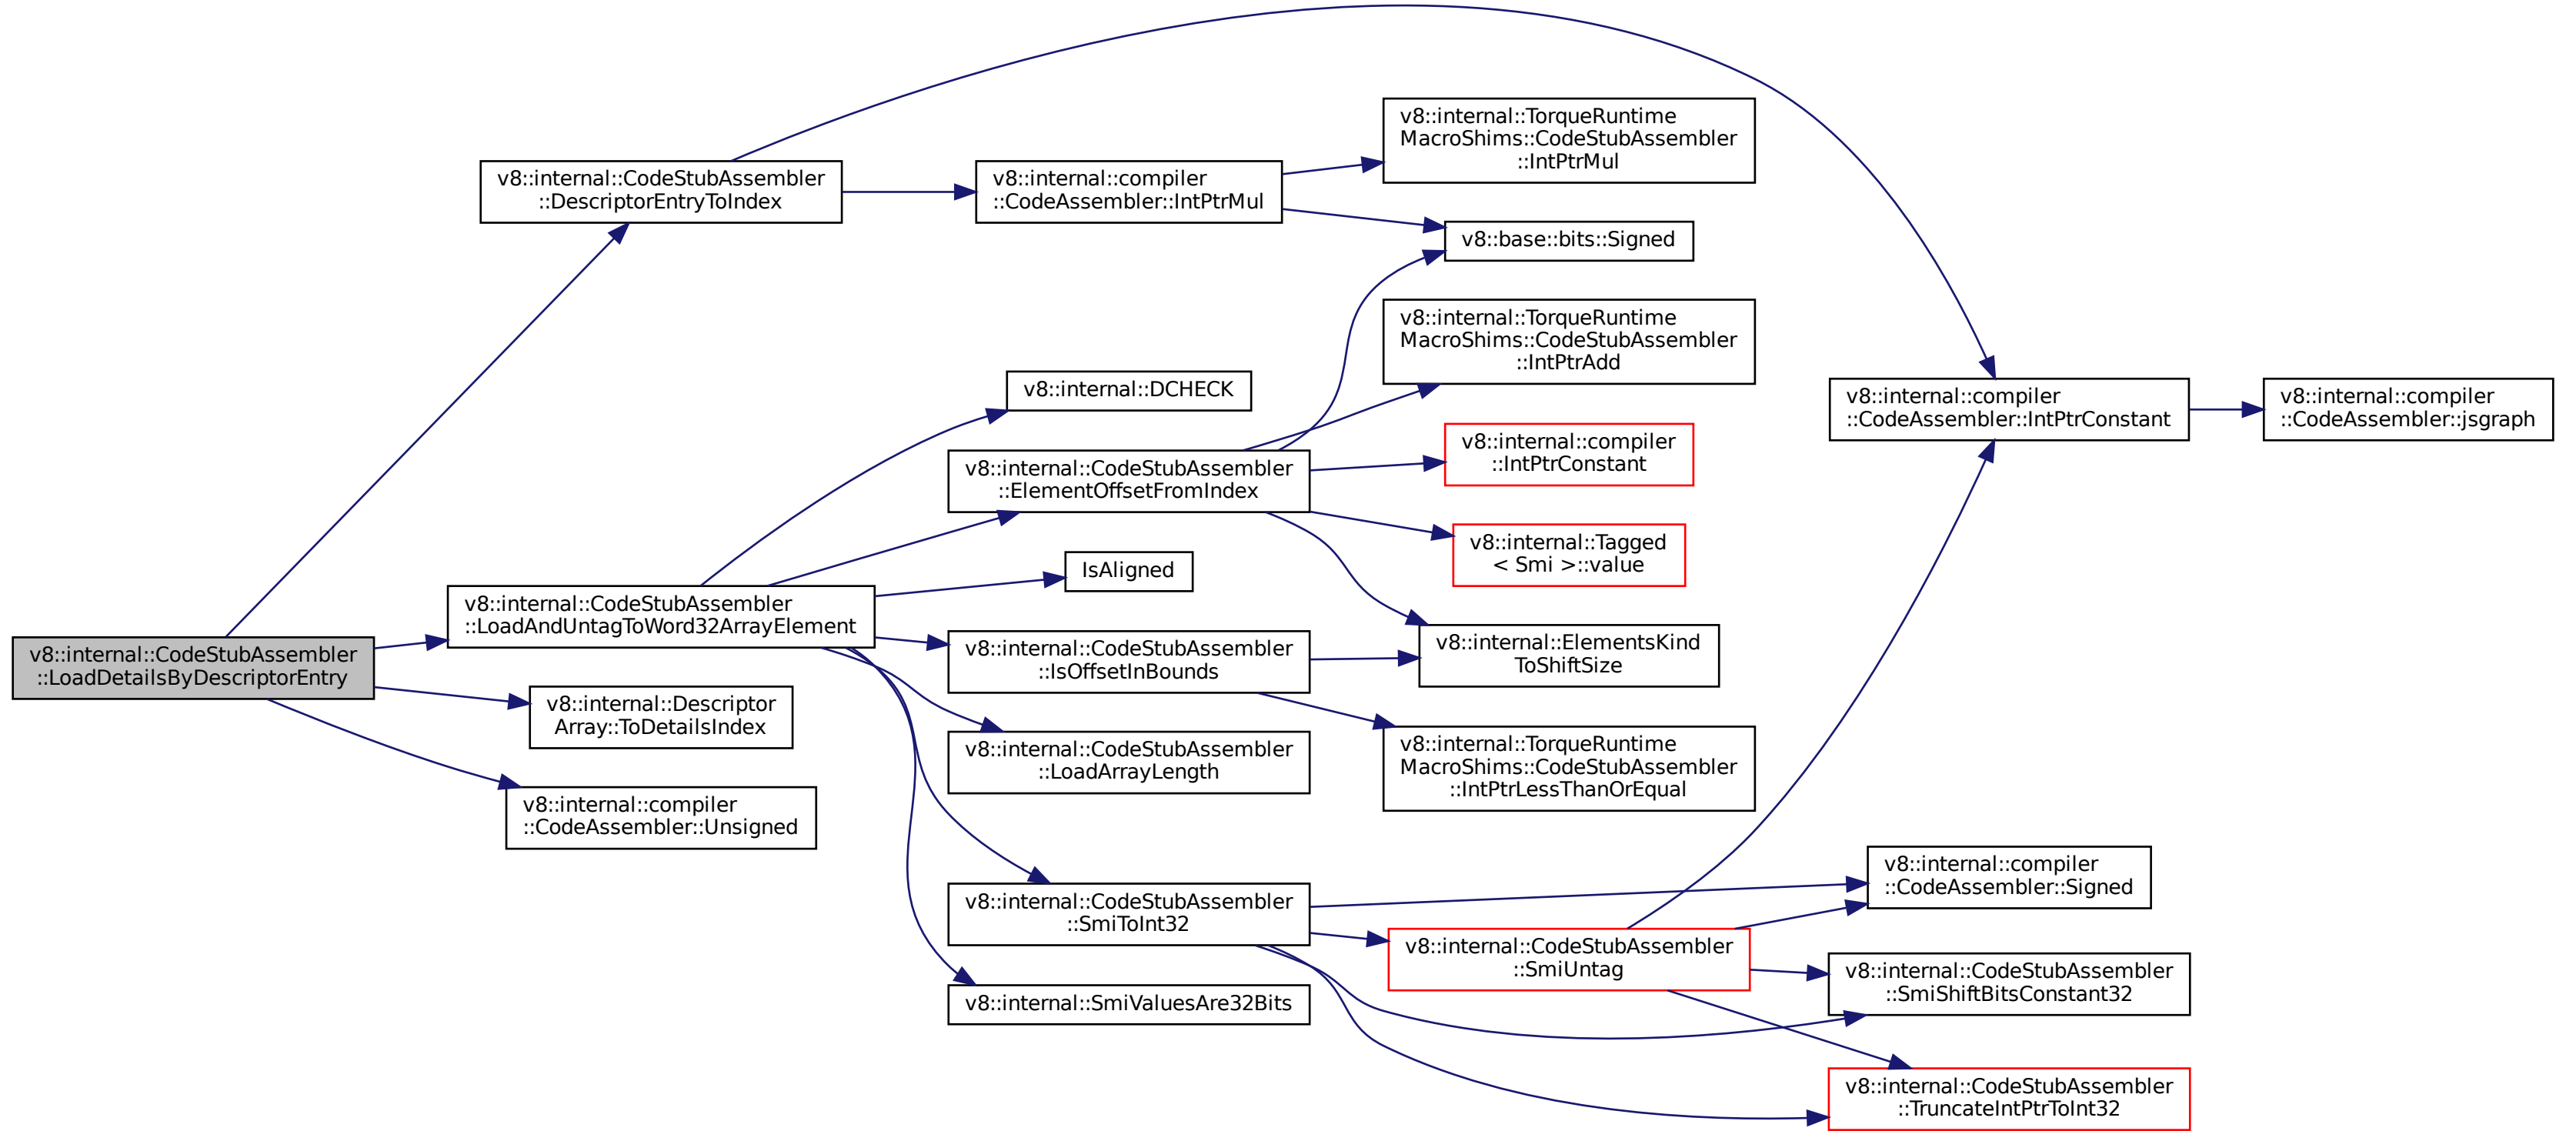 v8::internal::CodeStubAssembler
::LoadDetailsByDescriptorEntry
v8::internal::CodeStubAssembler
::DescriptorEntryToIndex
v8::internal::CodeStubAssembler
::LoadAndUntagToWord32ArrayElement
v8::internal::Descriptor
Array::ToDetailsIndex
v8::internal::compiler
::CodeAssembler::Unsigned
v8::internal::compiler
::CodeAssembler::IntPtrMul
v8::internal::DCHECK
v8::internal::CodeStubAssembler
::ElementOffsetFromIndex
IsAligned
v8::internal::CodeStubAssembler
::IsOffsetInBounds
v8::internal::CodeStubAssembler
::LoadArrayLength
v8::internal::CodeStubAssembler
::SmiToInt32
v8::internal::SmiValuesAre32Bits
v8::internal::TorqueRuntime
MacroShims::CodeStubAssembler
::IntPtrMul
v8::base::bits::Signed
v8::internal::TorqueRuntime
MacroShims::CodeStubAssembler
::IntPtrAdd
v8::internal::compiler
::IntPtrConstant
v8::internal::Tagged
< Smi >::value
v8::internal::ElementsKind
ToShiftSize
v8::internal::TorqueRuntime
MacroShims::CodeStubAssembler
::IntPtrLessThanOrEqual
v8::internal::CodeStubAssembler
::SmiUntag
v8::internal::compiler
::CodeAssembler::IntPtrConstant
v8::internal::compiler
::CodeAssembler::Signed
v8::internal::CodeStubAssembler
::SmiShiftBitsConstant32
v8::internal::CodeStubAssembler
::TruncateIntPtrToInt32
v8::internal::compiler
::CodeAssembler::jsgraph